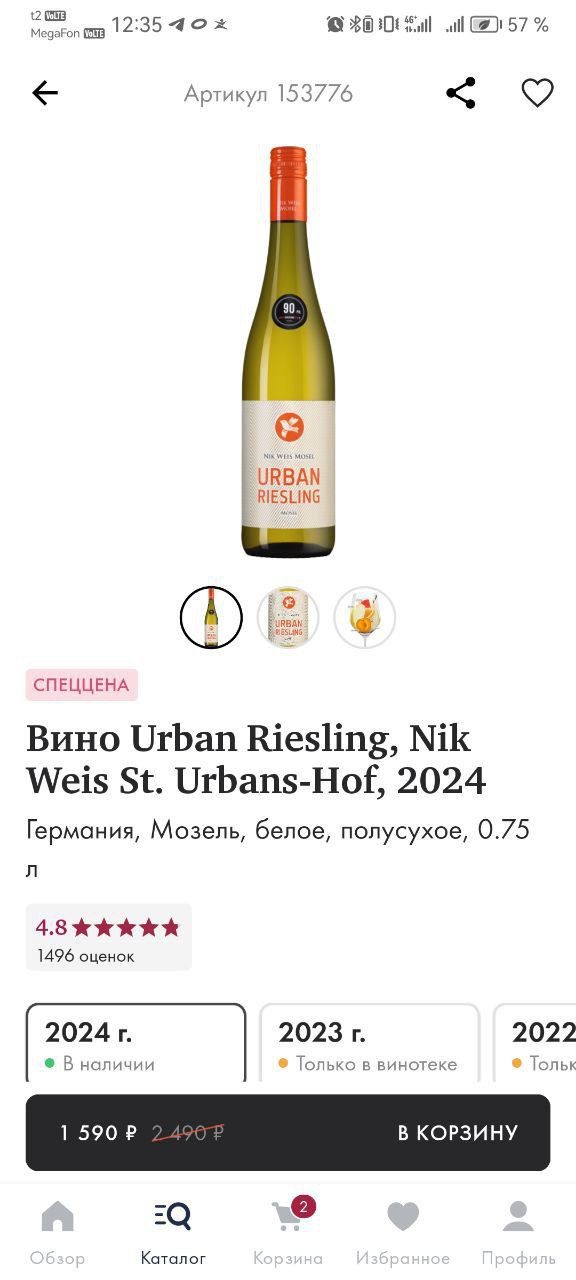 t2 VoLTE
MegaFon VoLTE 12:35 4G+ 57 %
Артикул 153776
NIK WEIS
MOSEL
90
NIK WEIS MOSEL
URBAN
RIESLING
MOSEL
URBAN
RIESLING
СПЕЦЦЕНА
Вино Urban Riesling, Nik
Weis St. Urbans-Hof, 2024
Германия, Мозель, белое, полусухое, 0.75
л
4.8
1496 оценок
2024 г. 2023 г. 2022
В наличии Только в винотеке Тольк
1 590 ₽ 2 490 ₽ В КОРЗИНУ
2
Обзор Каталог Корзина Избранное Профиль